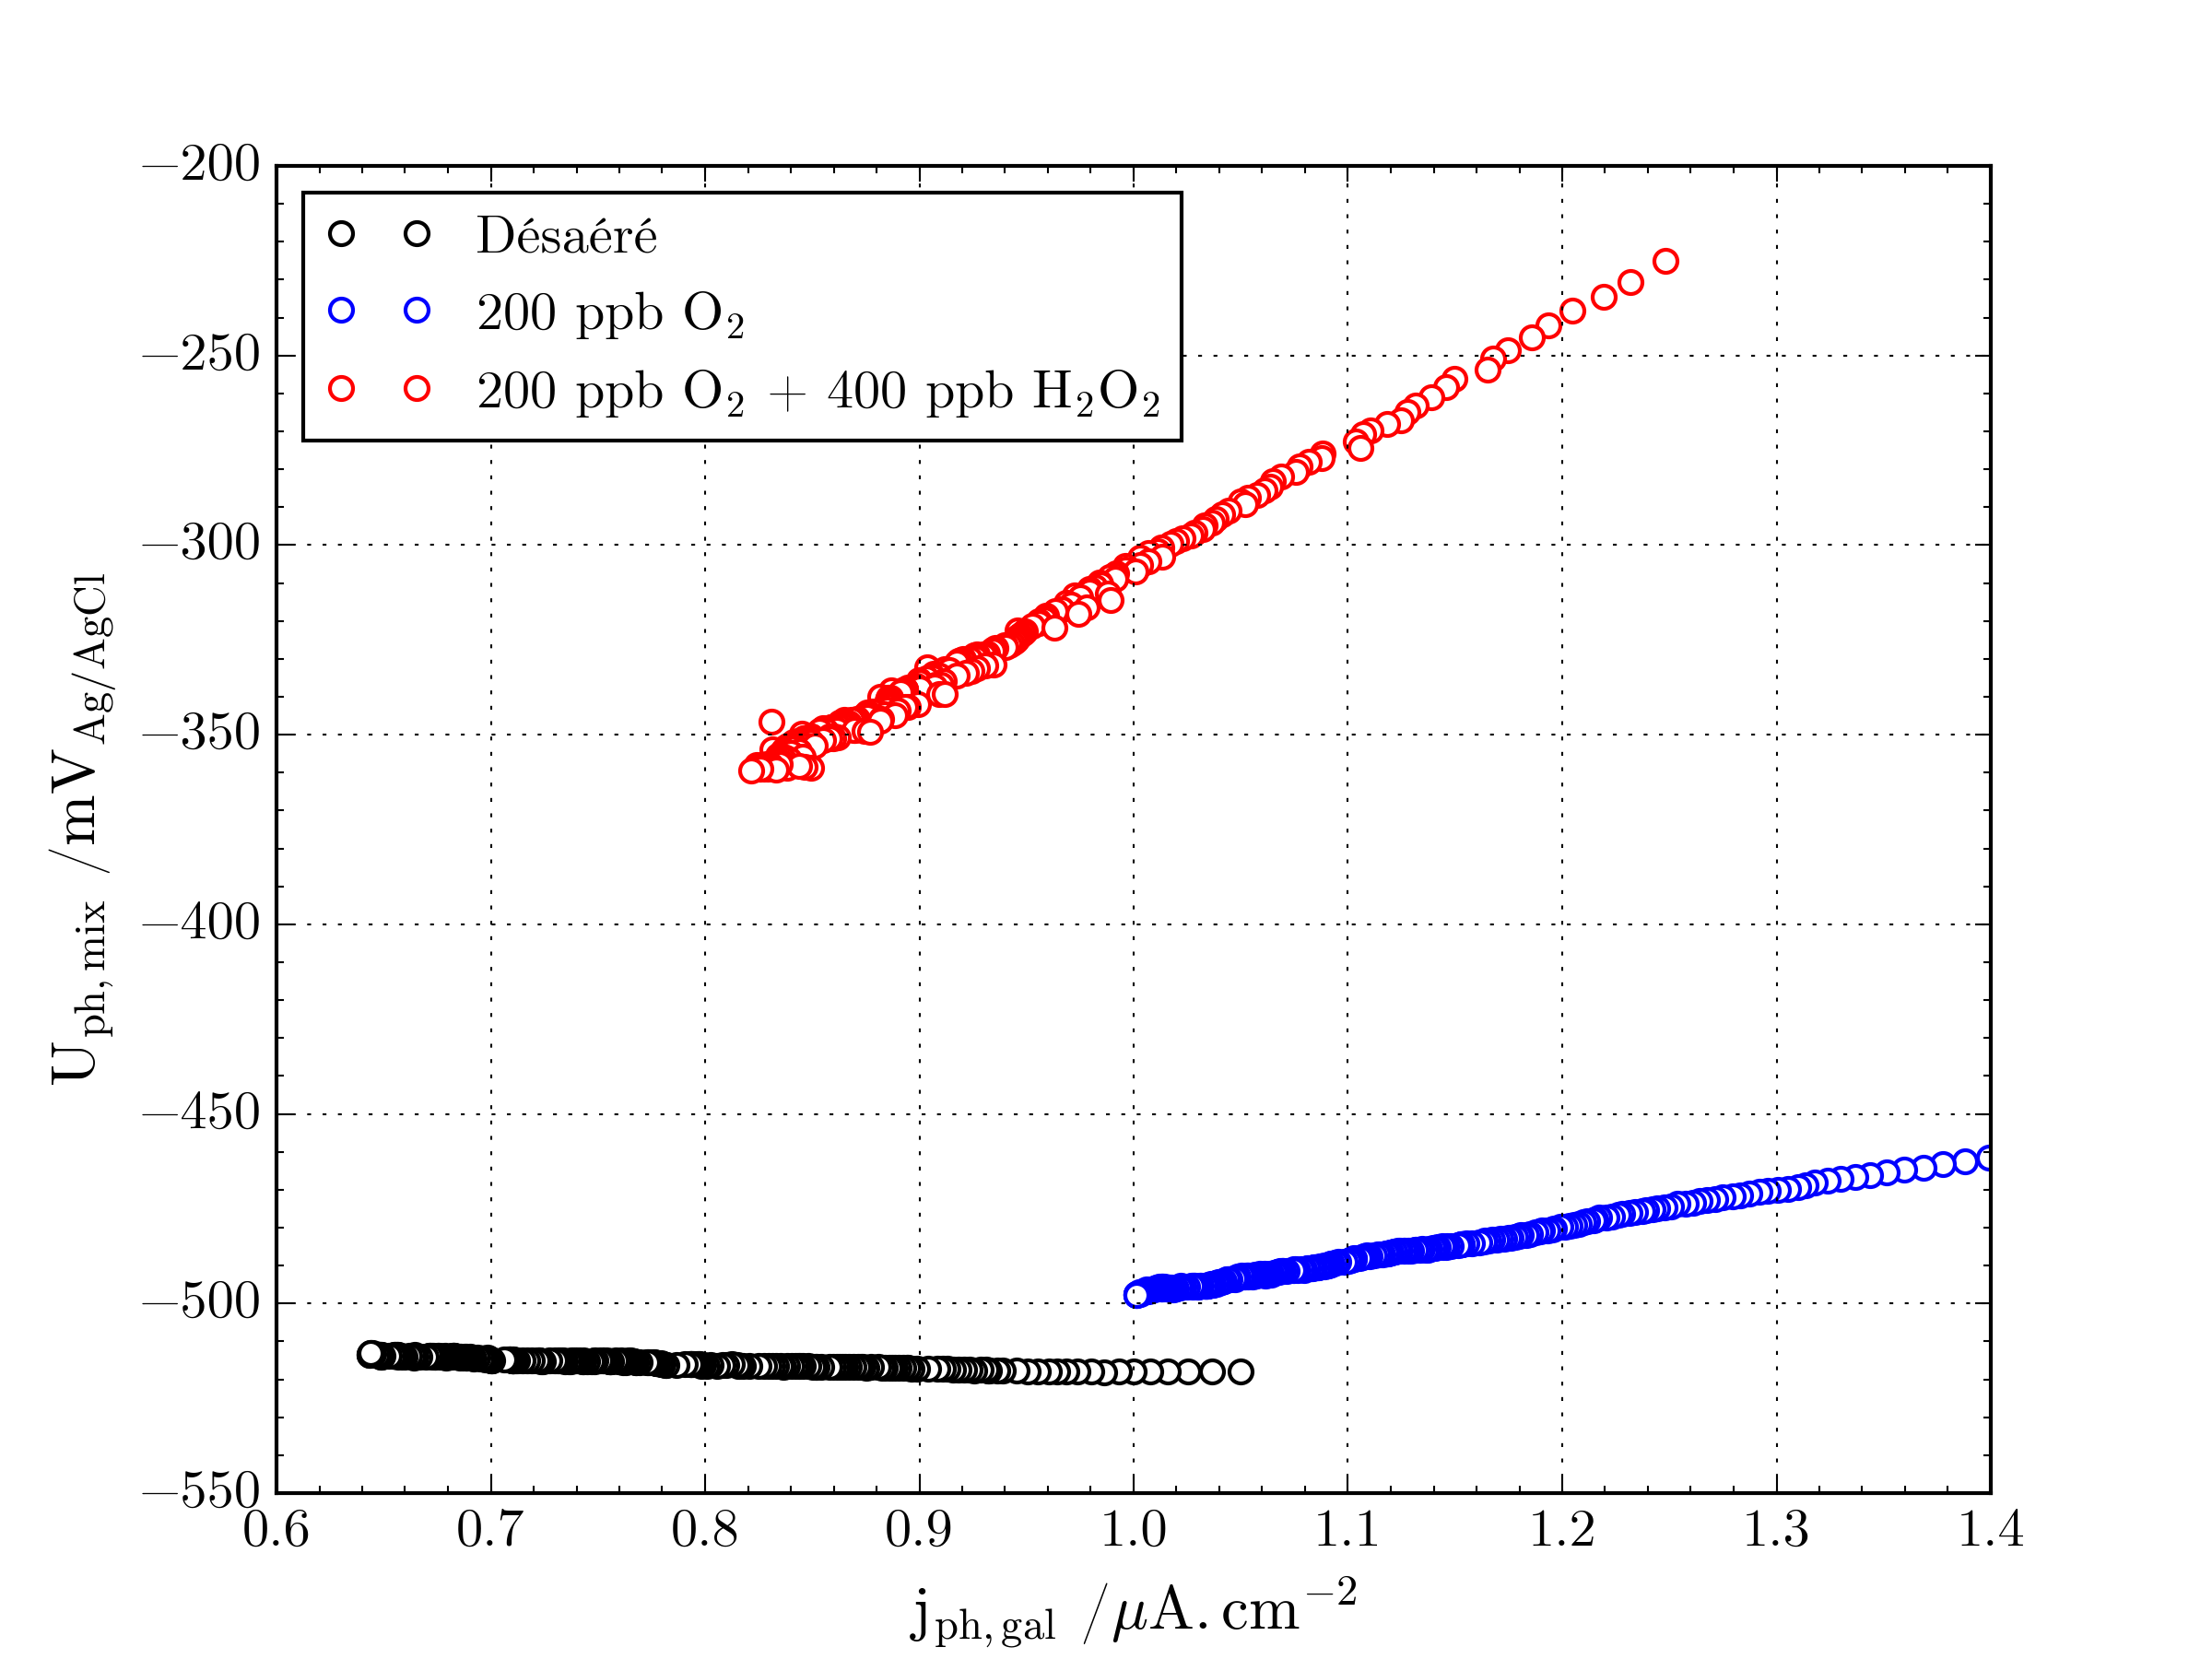 Désaéré
200 ppb O₂
200 ppb O₂ + 400 ppb H₂O₂
−200
−250
−300
−350
−400
−450
−500
−550
U_ph,mix /mV_Ag/AgCl
0.6 0.7 0.8 0.9 1.0 1.1 1.2 1.3 1.4
j_ph,gal /μA.cm⁻²